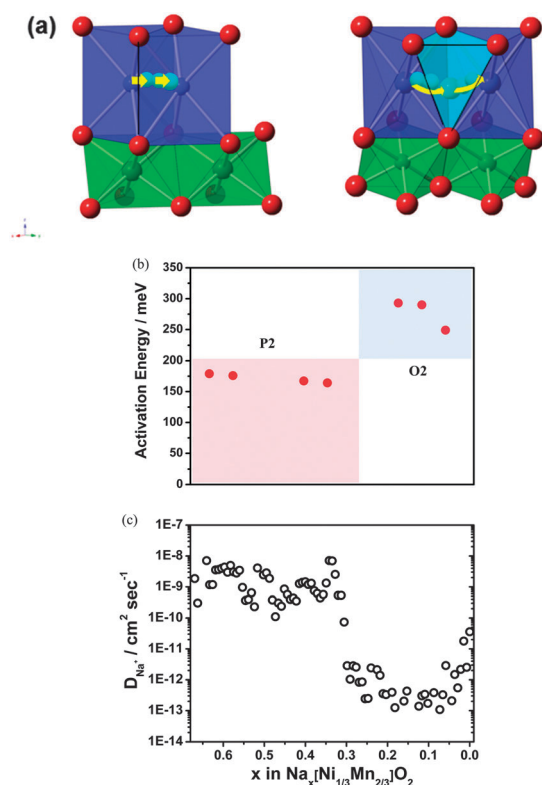 (a)
(b)
350
300
250
200
150
100
50
0
Activation Energy / meV
P2
O2
(c)
1E-7
1E-8
1E-9
1E-10
1E-11
1E-12
1E-13
1E-14
D_Na⁺ / cm² sec⁻¹
0.6 0.5 0.4 0.3 0.2 0.1 0.0
x in Naₓ[Ni₁/₃Mn₂/₃]O₂